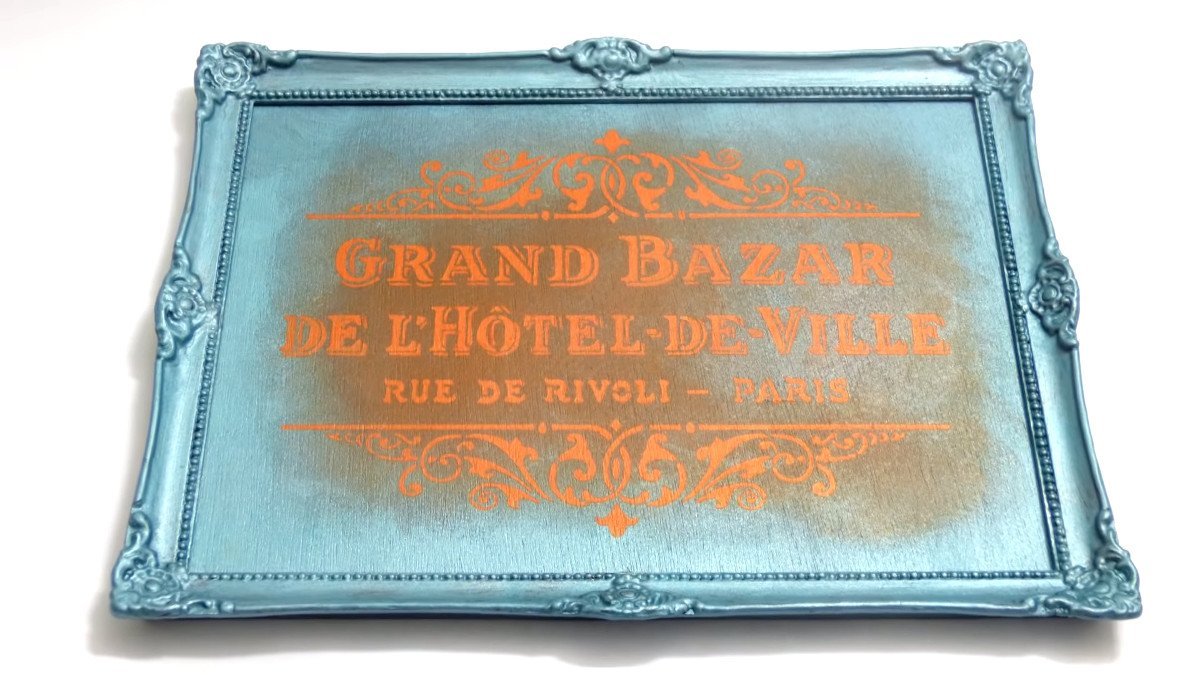 GRAND BAZAR
DE L'HÔTEL-DE-VILLE
RUE DE RIVOLI – PARIS